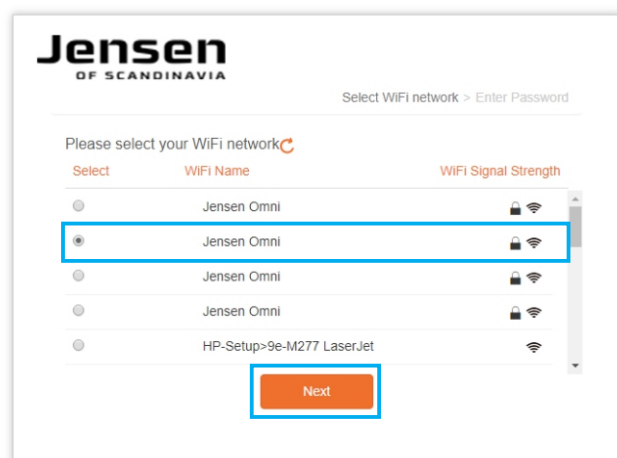 Jensen
OF SCANDINAVIA
Select WiFi network > Enter Password
Please select your WiFi network
Select WiFi Name WiFi Signal Strength
Jensen Omni
Jensen Omni
Jensen Omni
Jensen Omni
HP-Setup>9e-M277 LaserJet
Next